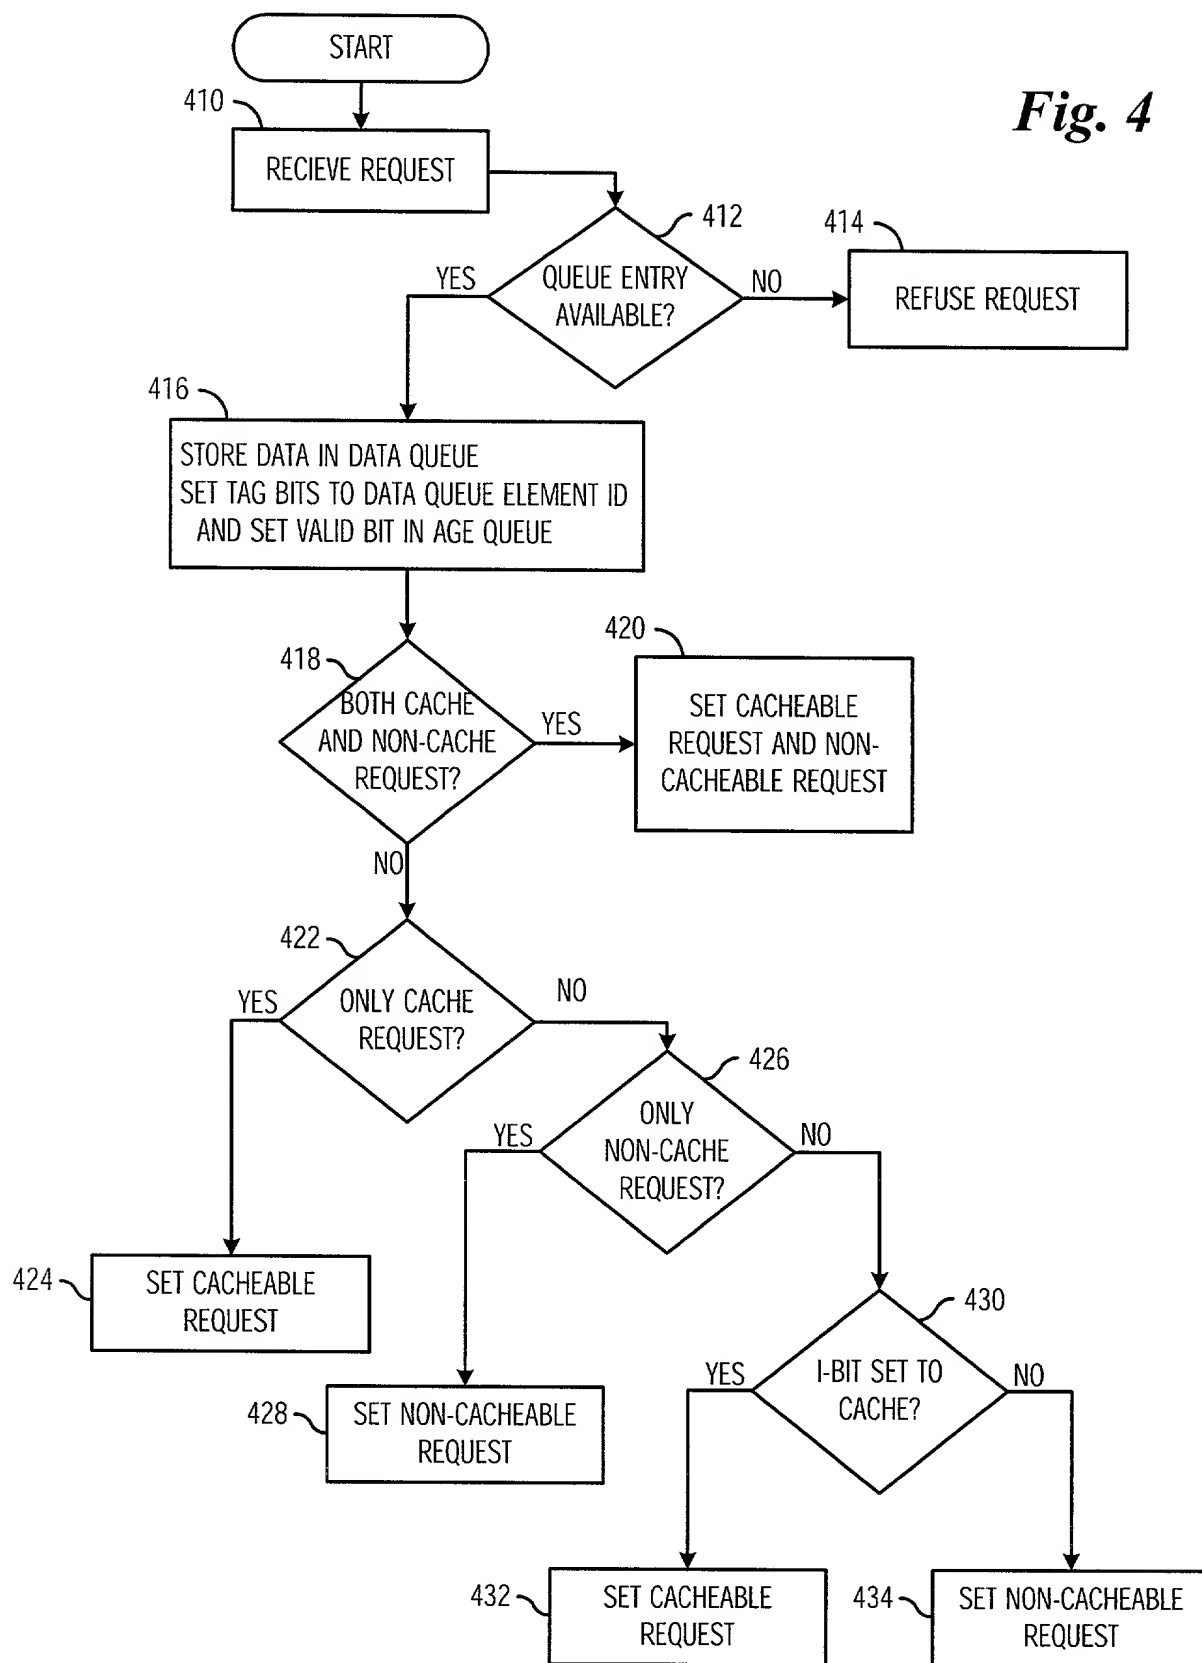 START
Fig. 4
410
RECIEVE REQUEST
412
414
YES
QUEUE ENTRY
AVAILABLE?
NO
REFUSE REQUEST
416
STORE DATA IN DATA QUEUE
SET TAG BITS TO DATA QUEUE ELEMENT ID
AND SET VALID BIT IN AGE QUEUE
418
420
BOTH CACHE
AND NON-CACHE
REQUEST?
YES
SET CACHEABLE
REQUEST AND NON-
CACHEABLE REQUEST
NO
422
YES
ONLY CACHE
REQUEST?
NO
426
YES
ONLY
NON-CACHE
REQUEST?
NO
424
SET CACHEABLE
REQUEST
430
YES
I-BIT SET TO
CACHE?
NO
428
SET NON-CACHEABLE
REQUEST
432
SET CACHEABLE
REQUEST
434
SET NON-CACHEABLE
REQUEST